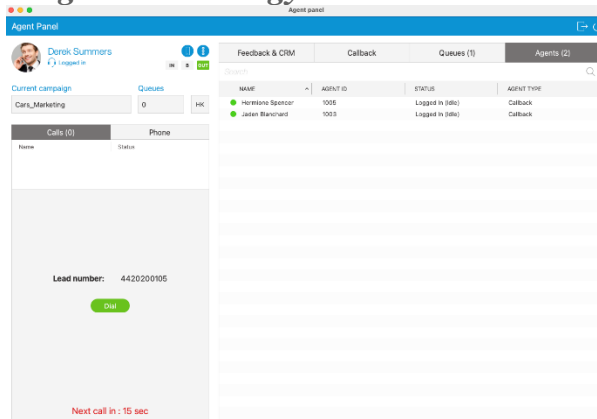 Agent panel
Agent Panel
Derek Summers
Logged in
IN
OUT
Current campaign
Queues
Cars_Marketing
0
HK
Calls (0)
Phone
Name
Status
Lead number: 4420200105
Dial
Next call in : 15 sec
Feedback & CRM
Callback
Queues (1)
Agents (2)
Search
NAME
AGENT ID
STATUS
AGENT TYPE
Hermione Spencer 1005 Logged In (Idle) Callback
Jaden Blanchard 1003 Logged In (Idle) Callback